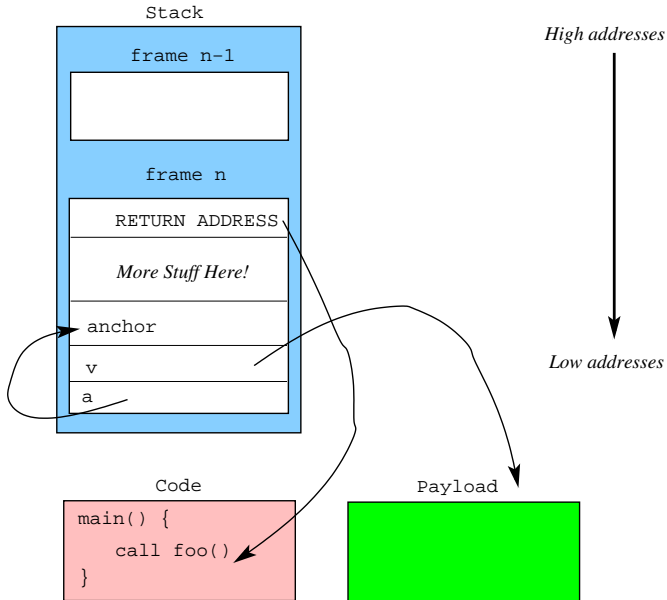 Stack
High addresses
frame n-1
frame n
RETURN ADDRESS
More Stuff Here!
anchor
v
a
Low addresses
Code
Payload
main() {
call foo()
}